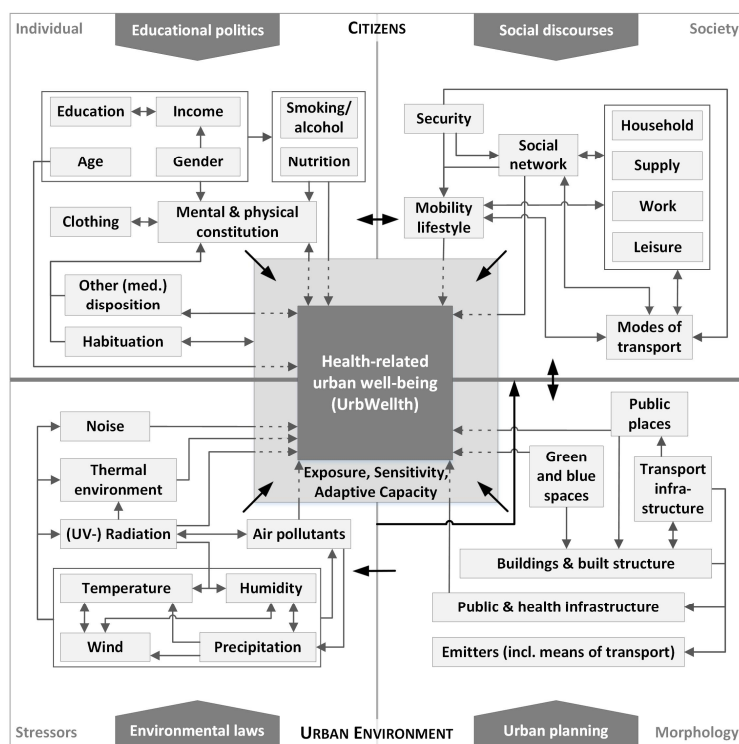 Individual
Educational politics
CITIZENS
Social discourses
Society
Education
Income
Age
Gender
Smoking/
alcohol
Nutrition
Clothing
Mental & physical
constitution
Other (med.)
disposition
Habituation
Security
Social
network
Mobility
lifestyle
Household
Supply
Work
Leisure
Modes of
transport
Health-related
urban well-being
(UrbWellth)
Exposure, Sensitivity,
Adaptive Capacity
Noise
Thermal
environment
(UV-) Radiation
Air pollutants
Temperature
Humidity
Wind
Precipitation
Public
places
Green
and blue
spaces
Transport
infra-
structure
Buildings & built structure
Public & health infrastructure
Emitters (incl. means of transport)
Stressors
Environmental laws
URBAN ENVIRONMENT
Urban planning
Morphology